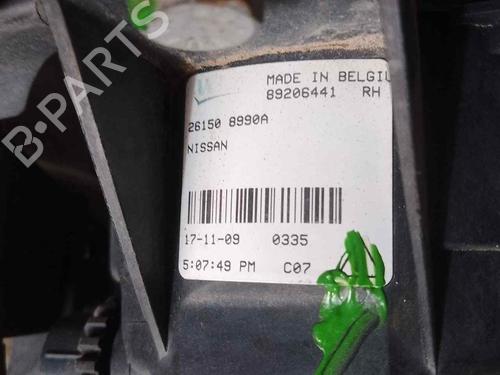 MADE IN BELGIU
89206441 RH
26150 8990A
NISSAN
17-11-09 0335
5:07:49 PM C07
B-PARTS